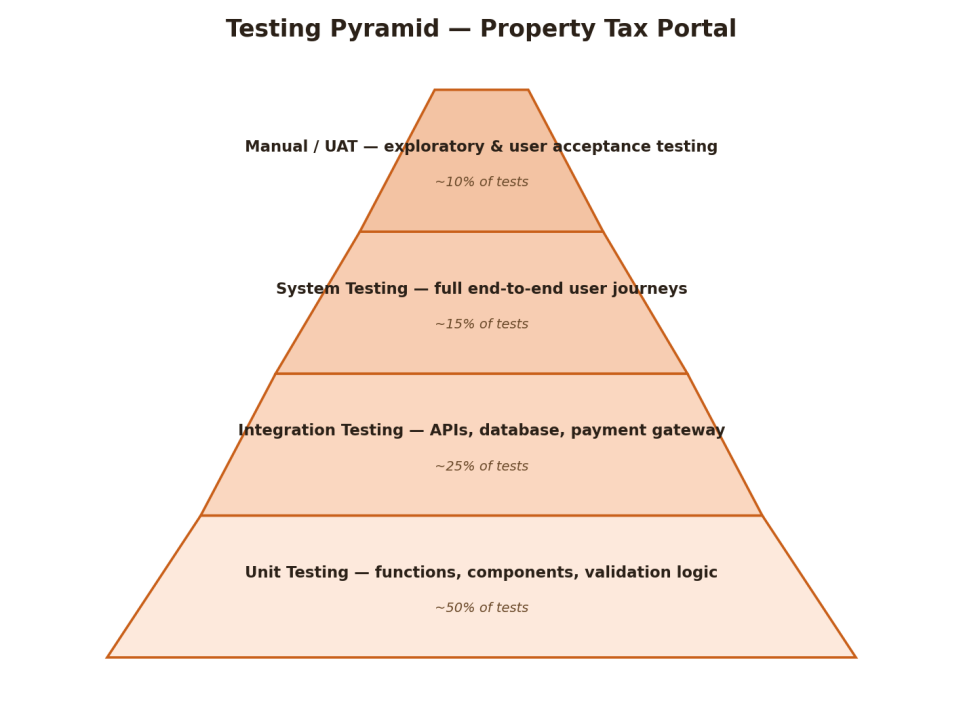 Testing Pyramid — Property Tax Portal
Manual / UAT — exploratory & user acceptance testing
~10% of tests
System Testing — full end-to-end user journeys
~15% of tests
Integration Testing — APIs, database, payment gateway
~25% of tests
Unit Testing — functions, components, validation logic
~50% of tests